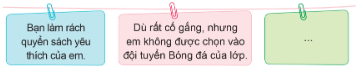 Bạn làm rách
quyển sách yêu
thích của em.
Dù rất cố gắng, nhưng
em không được chọn vào
đội tuyển Bóng đá của lớp.
...